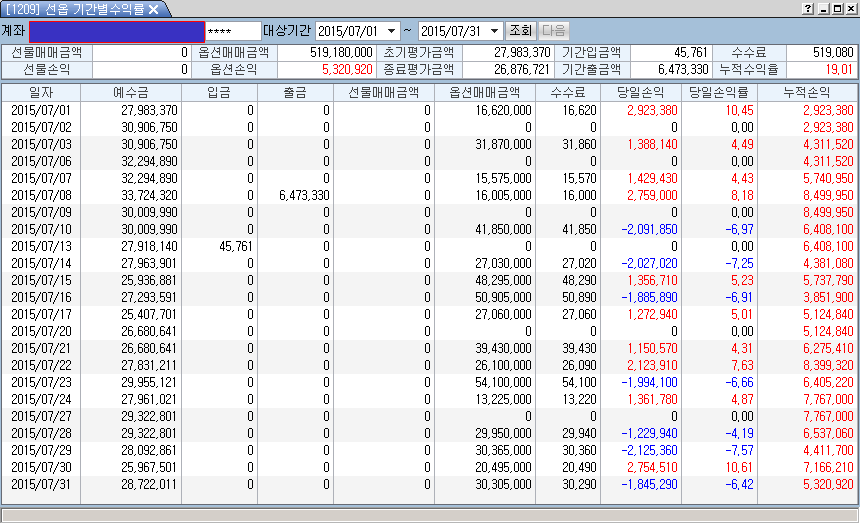 [1209] 선옵 기간별수익률
계좌 **** 대상기간 2015/07/01 ~ 2015/07/31 조회 다음
선물매매금액 0 옵션매매금액 519,180,000 초기평가금액 27,983,370 기간입금액 45,761 수수료 519,080
선물손익 0 옵션손익 5,320,920 종료평가금액 26,876,721 기간출금액 6,473,330 누적수익률 19,01
일자 예수금 입금 출금 선물매매금액 옵션매매금액 수수료 당일손익 당일손익률 누적손익
2015/07/01 27,983,370 0 0 0 16,620,000 16,620 2,923,380 10,45 2,923,380
2015/07/02 30,906,750 0 0 0 0 0 0 0,00 2,923,380
2015/07/03 30,906,750 0 0 0 31,870,000 31,860 1,388,140 4,49 4,311,520
2015/07/06 32,294,890 0 0 0 0 0 0 0,00 4,311,520
2015/07/07 32,294,890 0 0 0 15,575,000 15,570 1,429,430 4,43 5,740,950
2015/07/08 33,724,320 0 6,473,330 0 16,005,000 16,000 2,759,000 8,18 8,499,950
2015/07/09 30,009,990 0 0 0 0 0 0 0,00 8,499,950
2015/07/10 30,009,990 0 0 0 41,850,000 41,850 -2,091,850 -6,97 6,408,100
2015/07/13 27,918,140 45,761 0 0 0 0 0 0,00 6,408,100
2015/07/14 27,963,901 0 0 0 27,030,000 27,020 -2,027,020 -7,25 4,381,080
2015/07/15 25,936,881 0 0 0 48,295,000 48,290 1,356,710 5,23 5,737,790
2015/07/16 27,293,591 0 0 0 50,905,000 50,890 -1,885,890 -6,91 3,851,900
2015/07/17 25,407,701 0 0 0 27,060,000 27,060 1,272,940 5,01 5,124,840
2015/07/20 26,680,641 0 0 0 0 0 0 0,00 5,124,840
2015/07/21 26,680,641 0 0 0 39,430,000 39,430 1,150,570 4,31 6,275,410
2015/07/22 27,831,211 0 0 0 26,100,000 26,090 2,123,910 7,63 8,399,320
2015/07/23 29,955,121 0 0 0 54,100,000 54,100 -1,994,100 -6,66 6,405,220
2015/07/24 27,961,021 0 0 0 13,225,000 13,220 1,361,780 4,87 7,767,000
2015/07/27 29,322,801 0 0 0 0 0 0 0,00 7,767,000
2015/07/28 29,322,801 0 0 0 29,950,000 29,940 -1,229,940 -4,19 6,537,060
2015/07/29 28,092,861 0 0 0 30,365,000 30,360 -2,125,360 -7,57 4,411,700
2015/07/30 25,967,501 0 0 0 20,495,000 20,490 2,754,510 10,61 7,166,210
2015/07/31 28,722,011 0 0 0 30,305,000 30,290 -1,845,290 -6,42 5,320,920